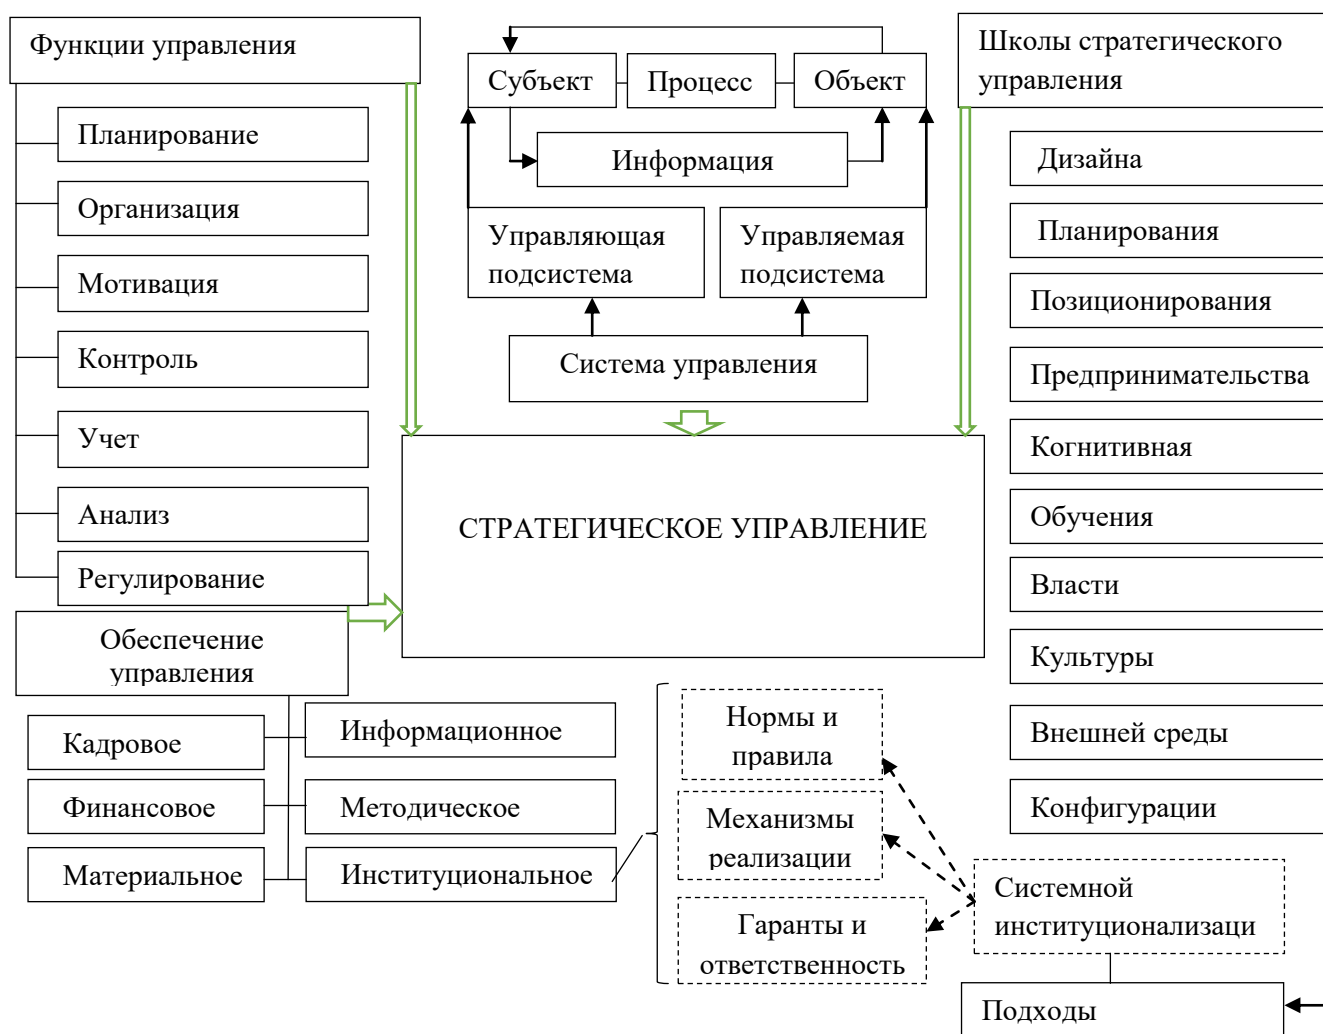 Функции управления
Планирование
Организация
Мотивация
Контроль
Учет
Анализ
Регулирование
Субъект
Процесс
Объект
Информация
Управляющая
подсистема
Управляемая
подсистема
Система управления
Школы стратегического
управления
Дизайна
Планирования
Позиционирования
Предпринимательства
Когнитивная
Обучения
Власти
Культуры
Внешней среды
Конфигурации
СТРАТЕГИЧЕСКОЕ УПРАВЛЕНИЕ
Обеспечение
управления
Кадровое
Информационное
Финансовое
Методическое
Материальное
Институциональное
Нормы и
правила
Механизмы
реализации
Гаранты и
ответственность
Системной
институционализаци
Подходы